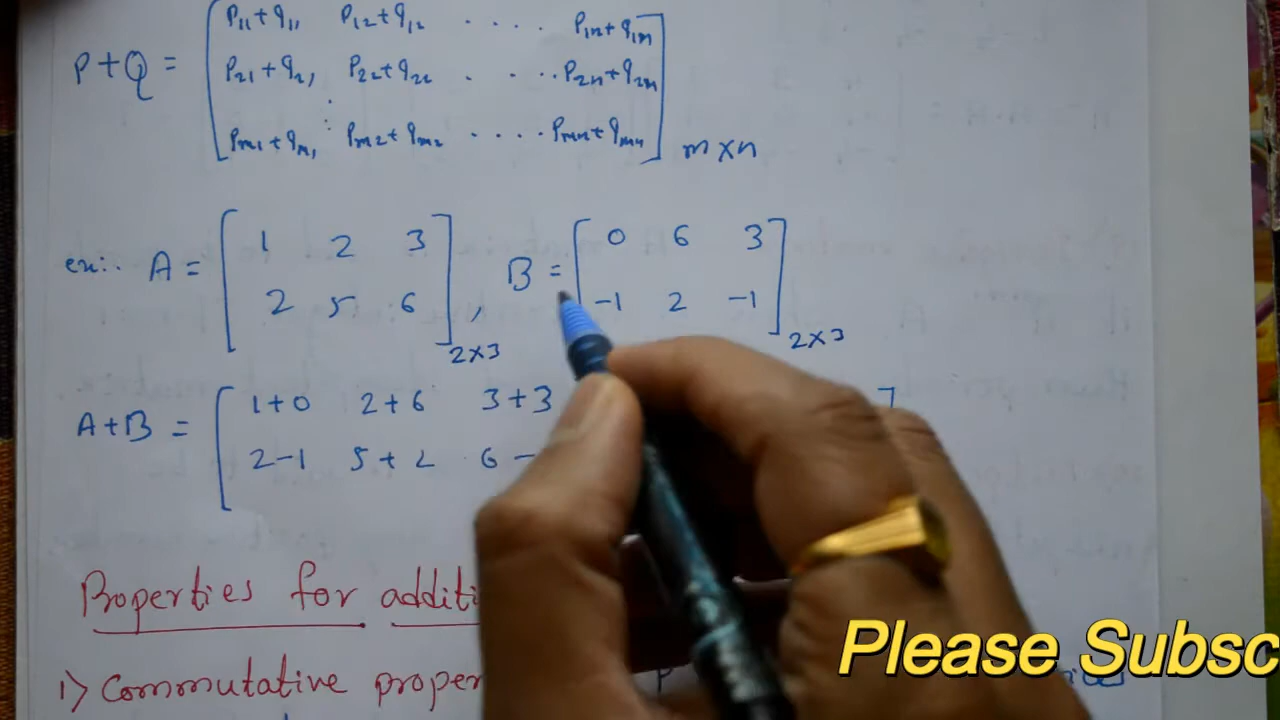 P+Q = [ P11+q11 P12+q12 .... P1n+q1n
P21+q21 P22+q22 . ... P2n+q2n
⋮
Pm1+qm1 Pm2+qm2 .... Pmn+qmn ] m×n
ex:. A = [ 1 2 3
2 5 6 ] 2×3 , B = [ 0 6 3
-1 2 -1 ] 2×3
A+B = [ 1+0 2+6 3+3
2-1 5+2 6-
Properties for
1) Commutative
Please Subsc